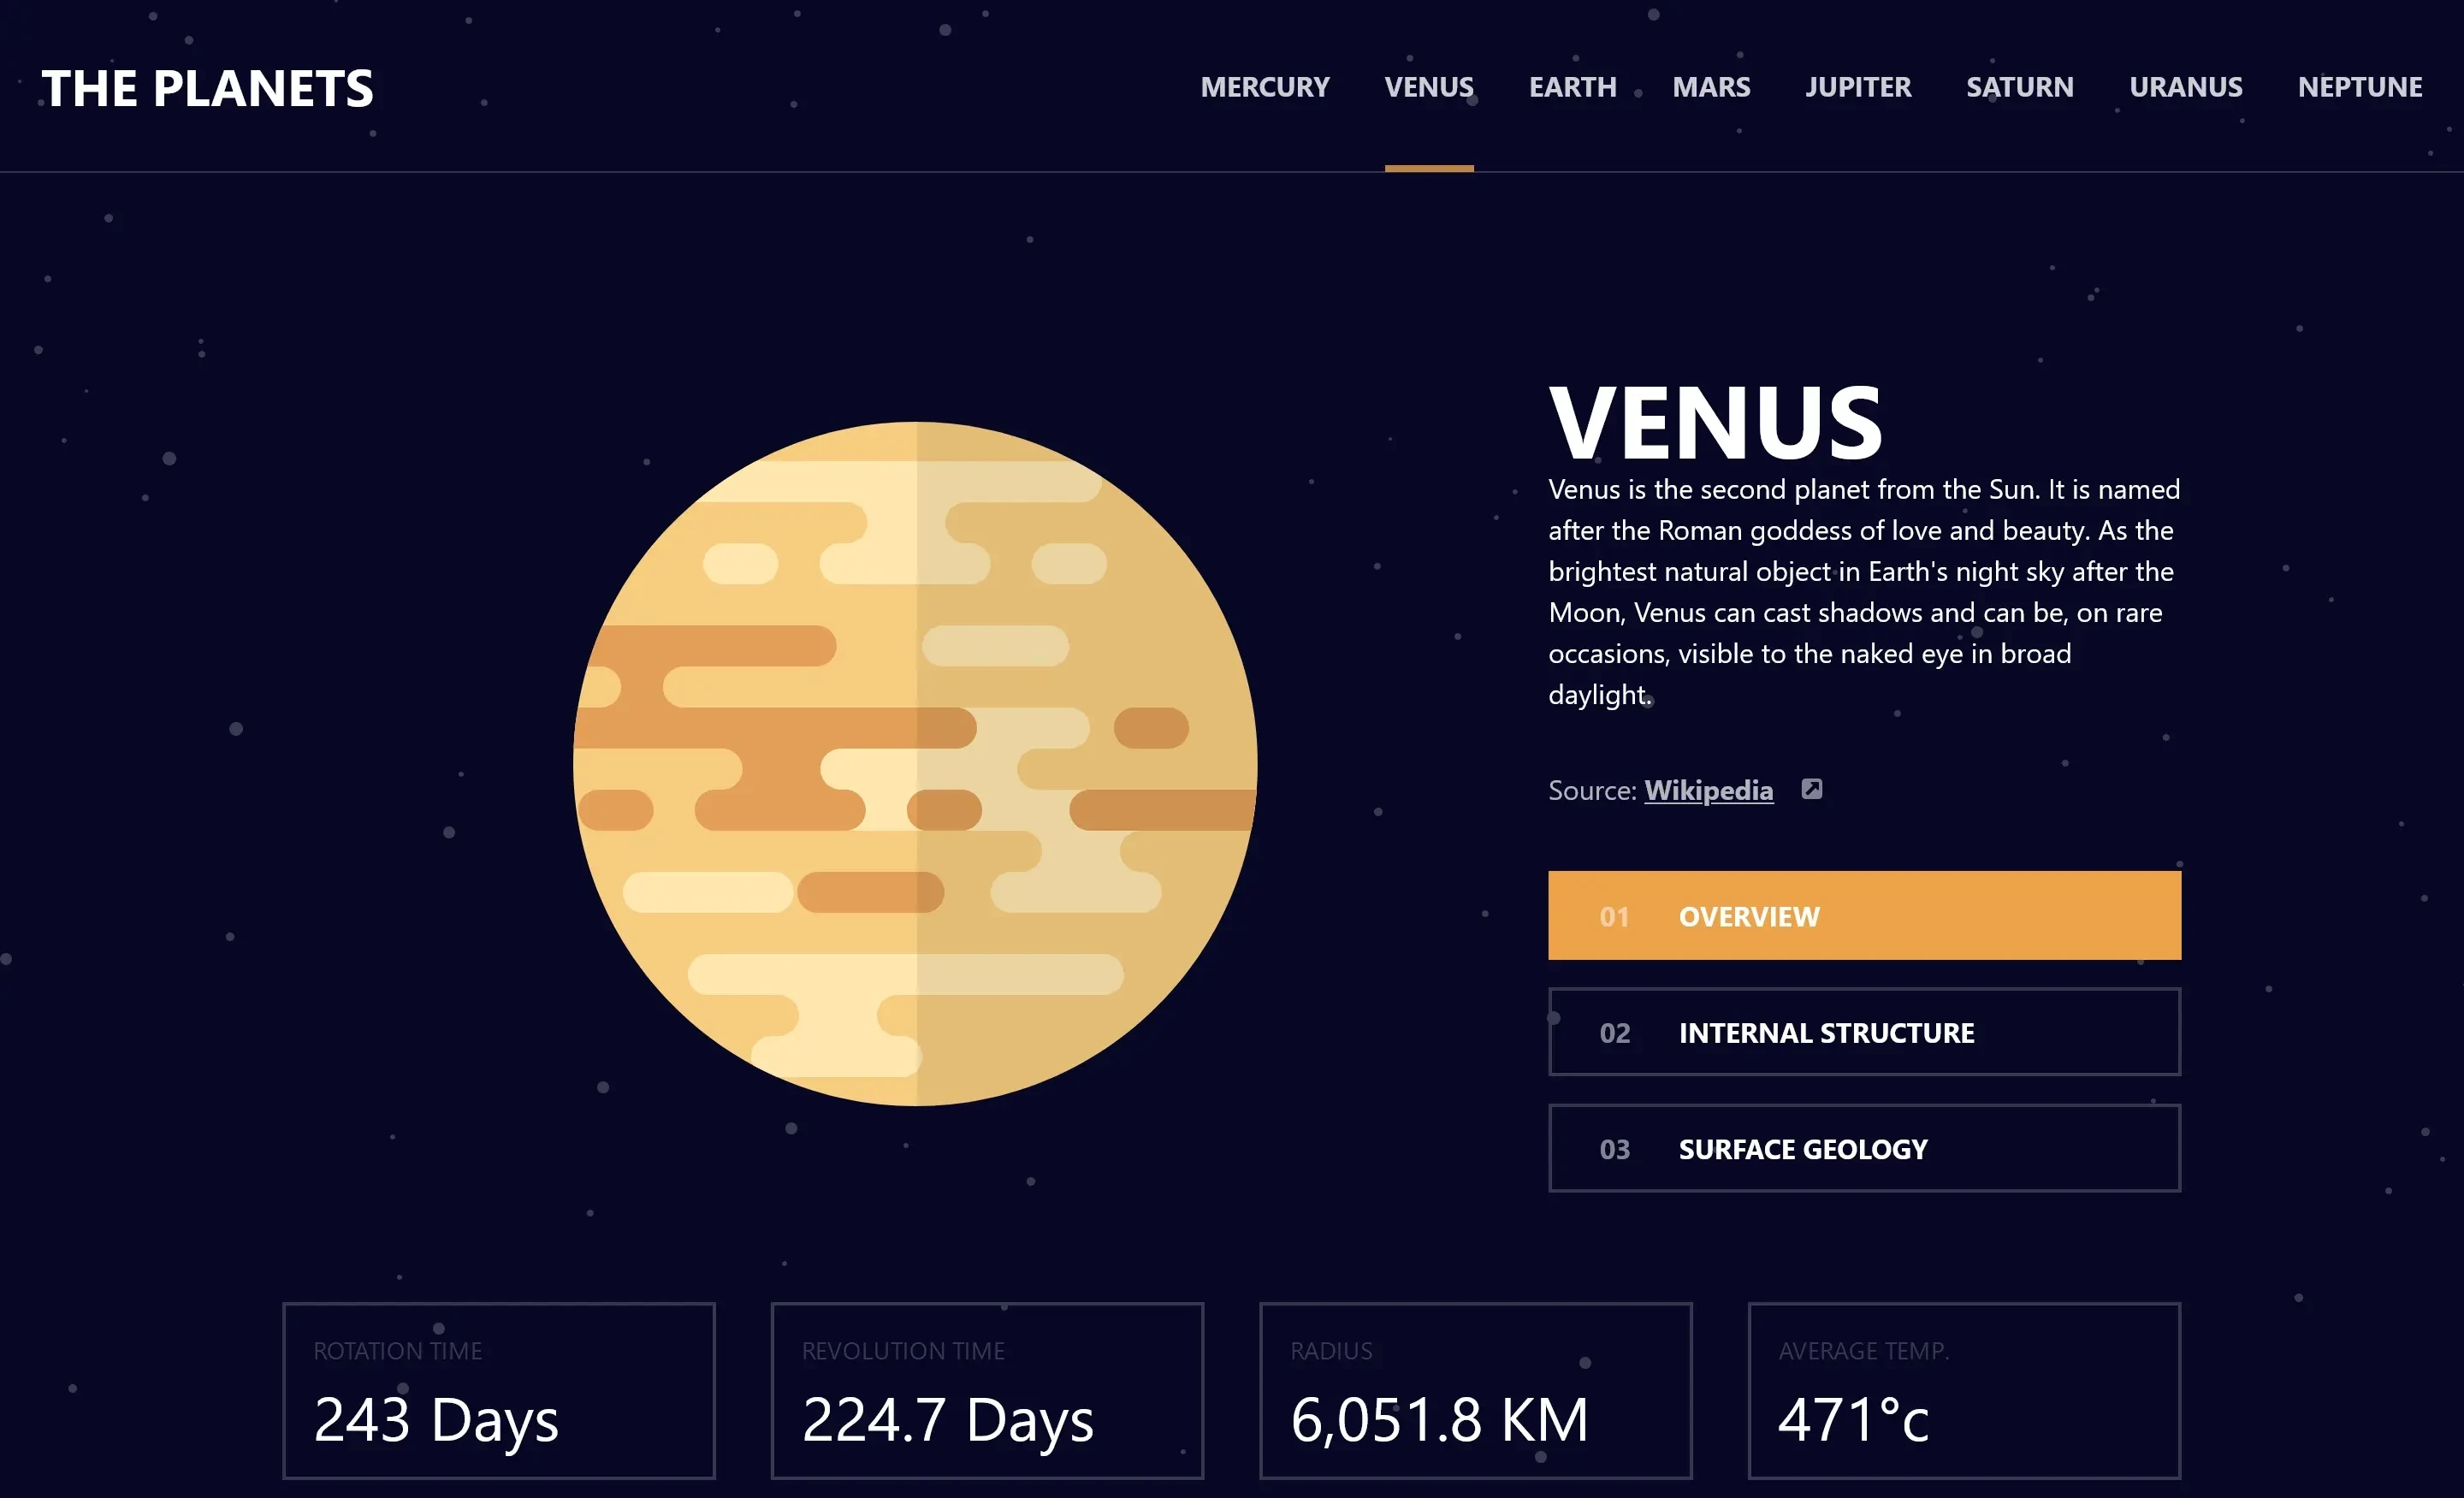 THE PLANETS
MERCURY VENUS EARTH MARS JUPITER SATURN URANUS NEPTUNE
VENUS
Venus is the second planet from the Sun. It is named
after the Roman goddess of love and beauty. As the
brightest natural object in Earth's night sky after the
Moon, Venus can cast shadows and can be, on rare
occasions, visible to the naked eye in broad
daylight.
Source: Wikipedia
01 OVERVIEW
02 INTERNAL STRUCTURE
03 SURFACE GEOLOGY
ROTATION TIME
243 Days
REVOLUTION TIME
224.7 Days
RADIUS
6,051.8 KM
AVERAGE TEMP.
471°c